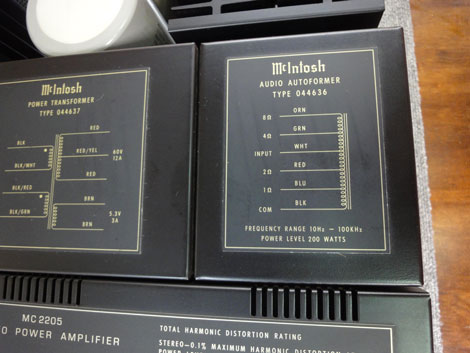 McIntosh
POWER TRANSFORMER
TYPE 044637
BLK
BLK/WHT
BLK/RED
BLK/GRN
RED
RED/YEL
RED
BRN
BRN
60V
12A
5.3V
3A
McIntosh
AUDIO AUTOFORMER
TYPE 044636
8Ω ORN
4Ω GRN
INPUT WHT
2Ω RED
1Ω BLU
COM BLK
FREQUENCY RANGE 10Hz – 100KHz
POWER LEVEL 200 WATTS
MC 2205
O POWER AMPLIFIER
TOTAL HARMONIC DISTORTION RATING
STEREO–0.1% MAXIMUM HARMONIC DISTORTION